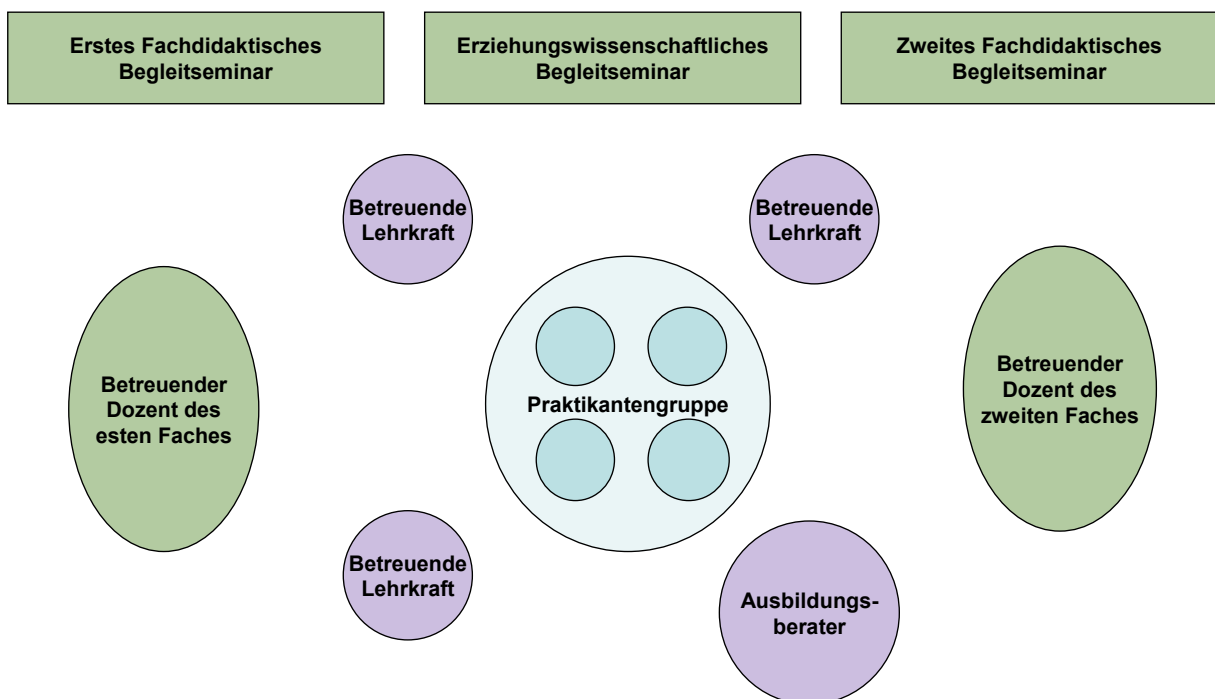 Erstes Fachdidaktisches
Begleitseminar
Erziehungswissenschaftliches
Begleitseminar
Zweites Fachdidaktisches
Begleitseminar
Betreuende
Lehrkraft
Betreuende
Lehrkraft
Betreuender
Dozent des
esten Faches
Praktikantengruppe
Betreuender
Dozent des
zweiten Faches
Betreuende
Lehrkraft
Ausbildungs-
berater